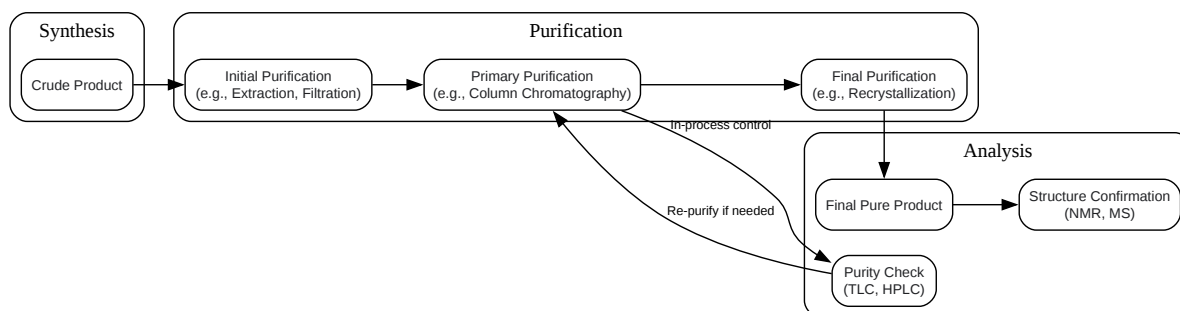 Synthesis
Crude Product
Purification
Initial Purification
(e.g., Extraction, Filtration)
Primary Purification
(e.g., Column Chromatography)
Final Purification
(e.g., Recrystallization)
In-process control
Re-purify if needed
Analysis
Final Pure Product
Structure Confirmation
(NMR, MS)
Purity Check
(TLC, HPLC)